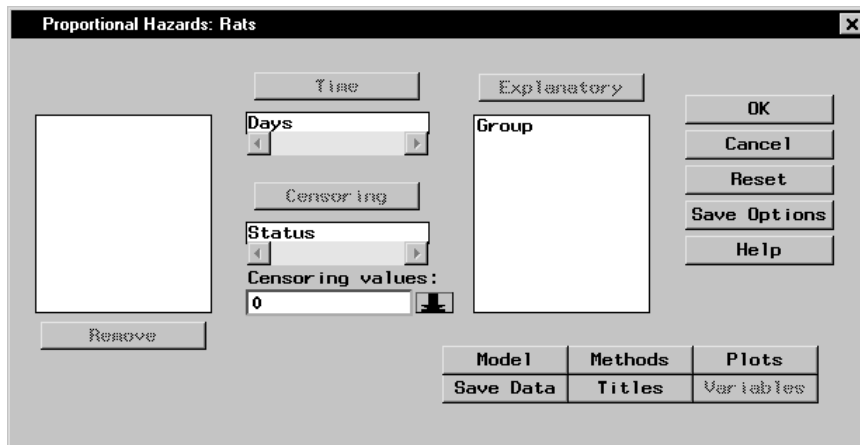 Proportional Hazards: Rats
Time
Days
Censoring
Status
Censoring values:
0
Explanatory
Group
Remove
OK
Cancel
Reset
Save Options
Help
Model Methods Plots
Save Data Titles Variables